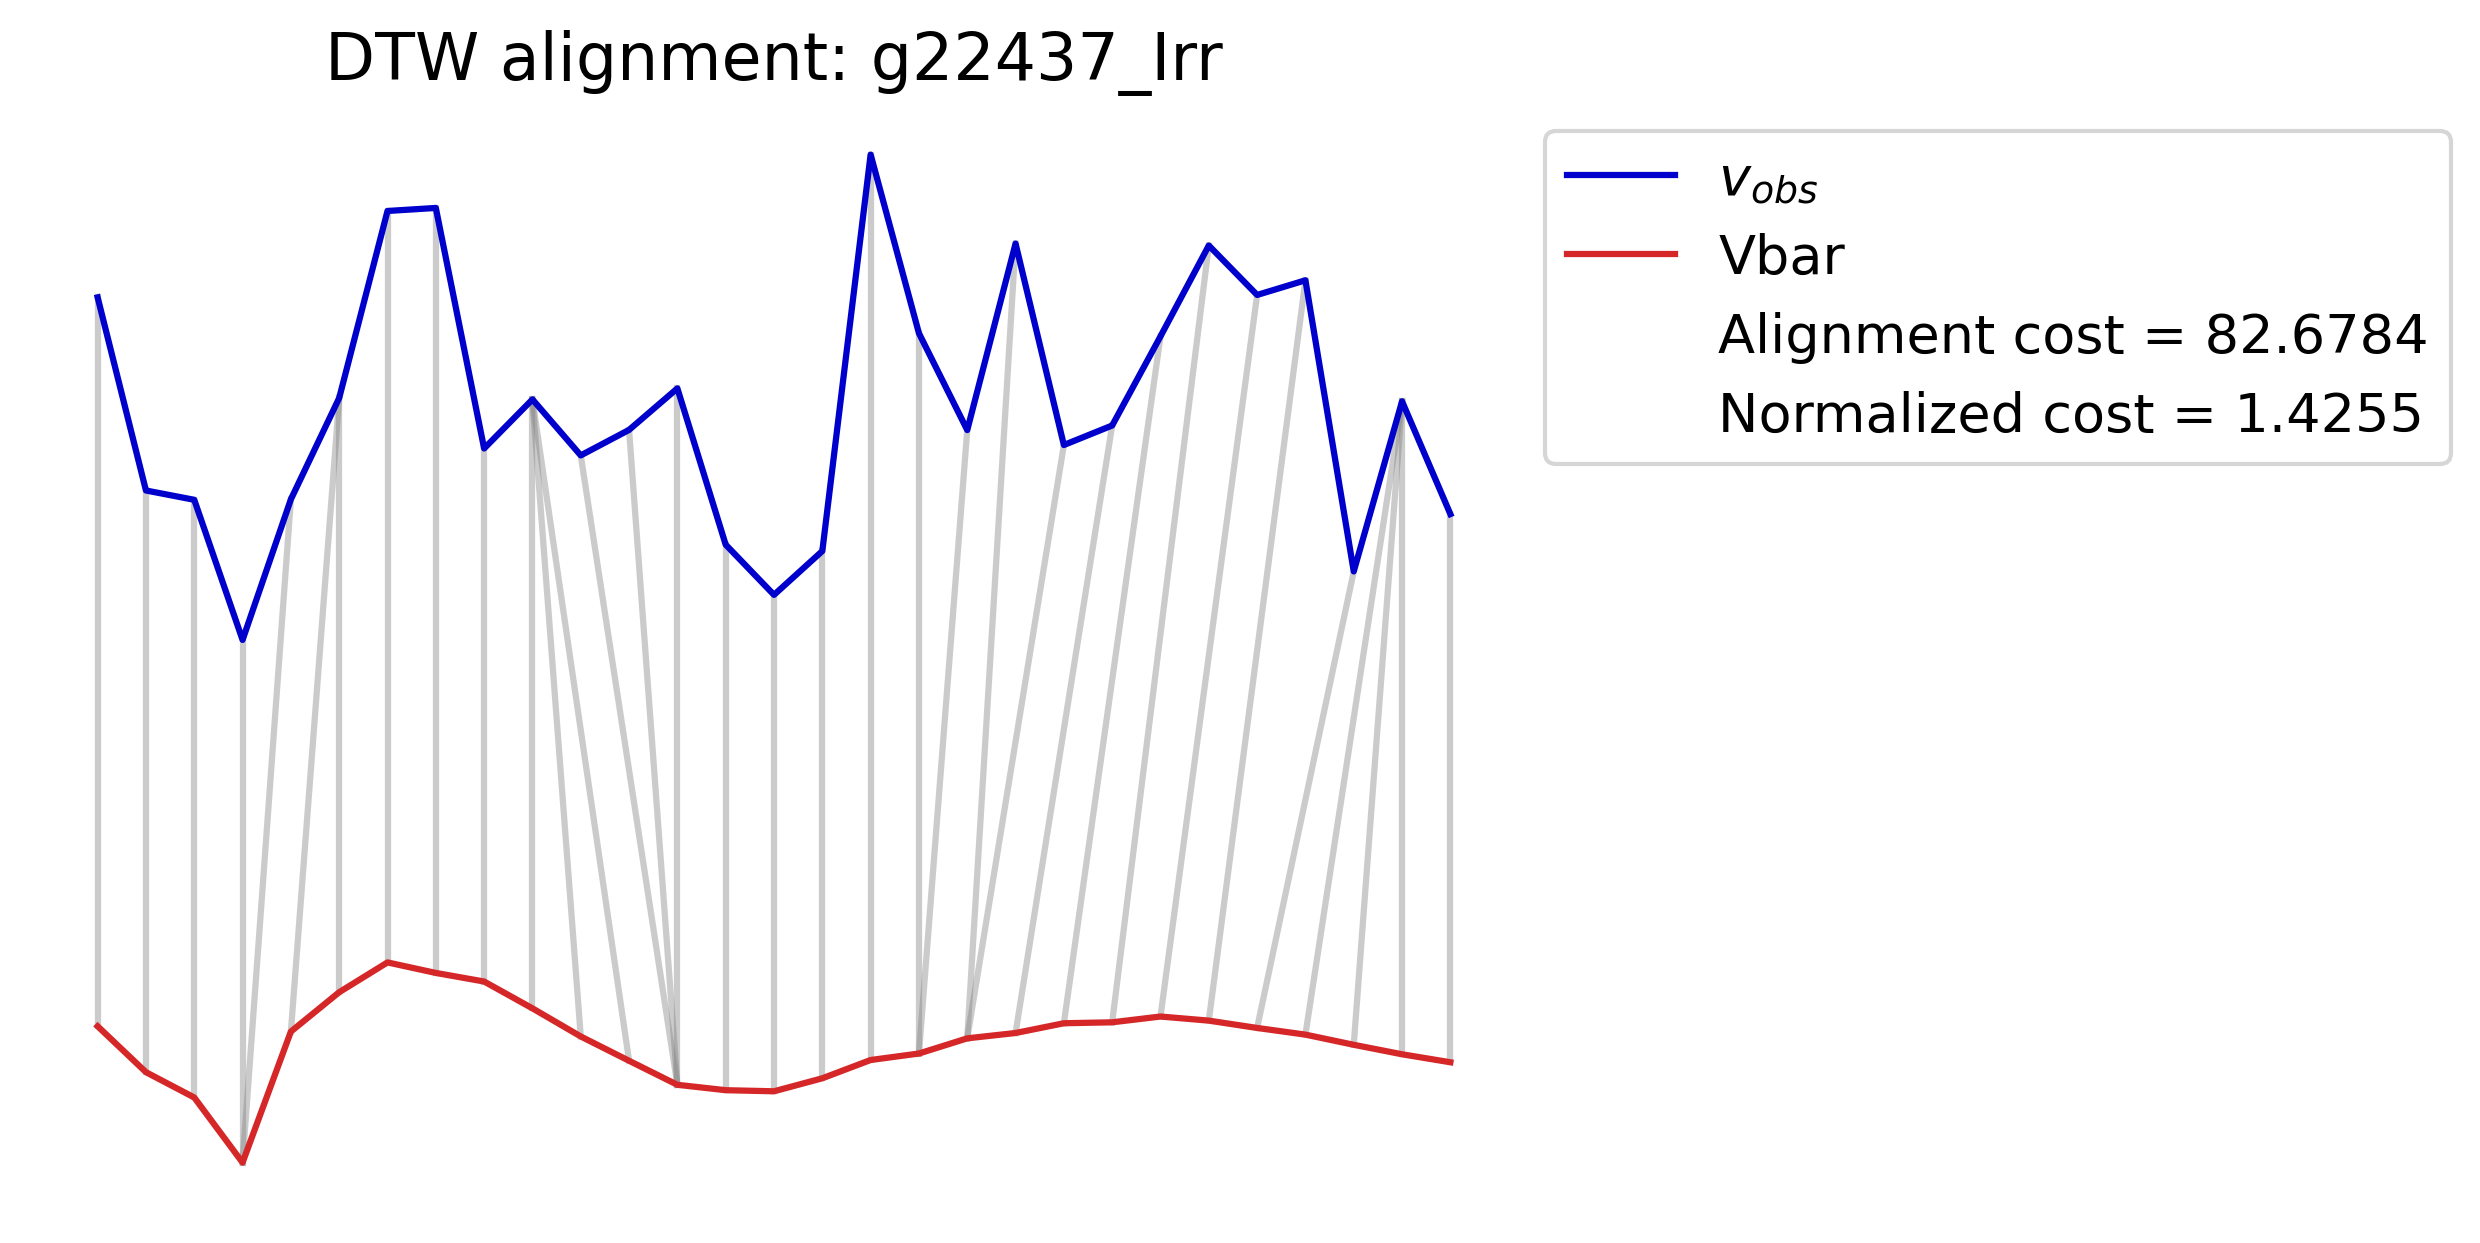 DTW alignment: g22437_Irr
v_obs
Vbar
Alignment cost = 82.6784
Normalized cost = 1.4255